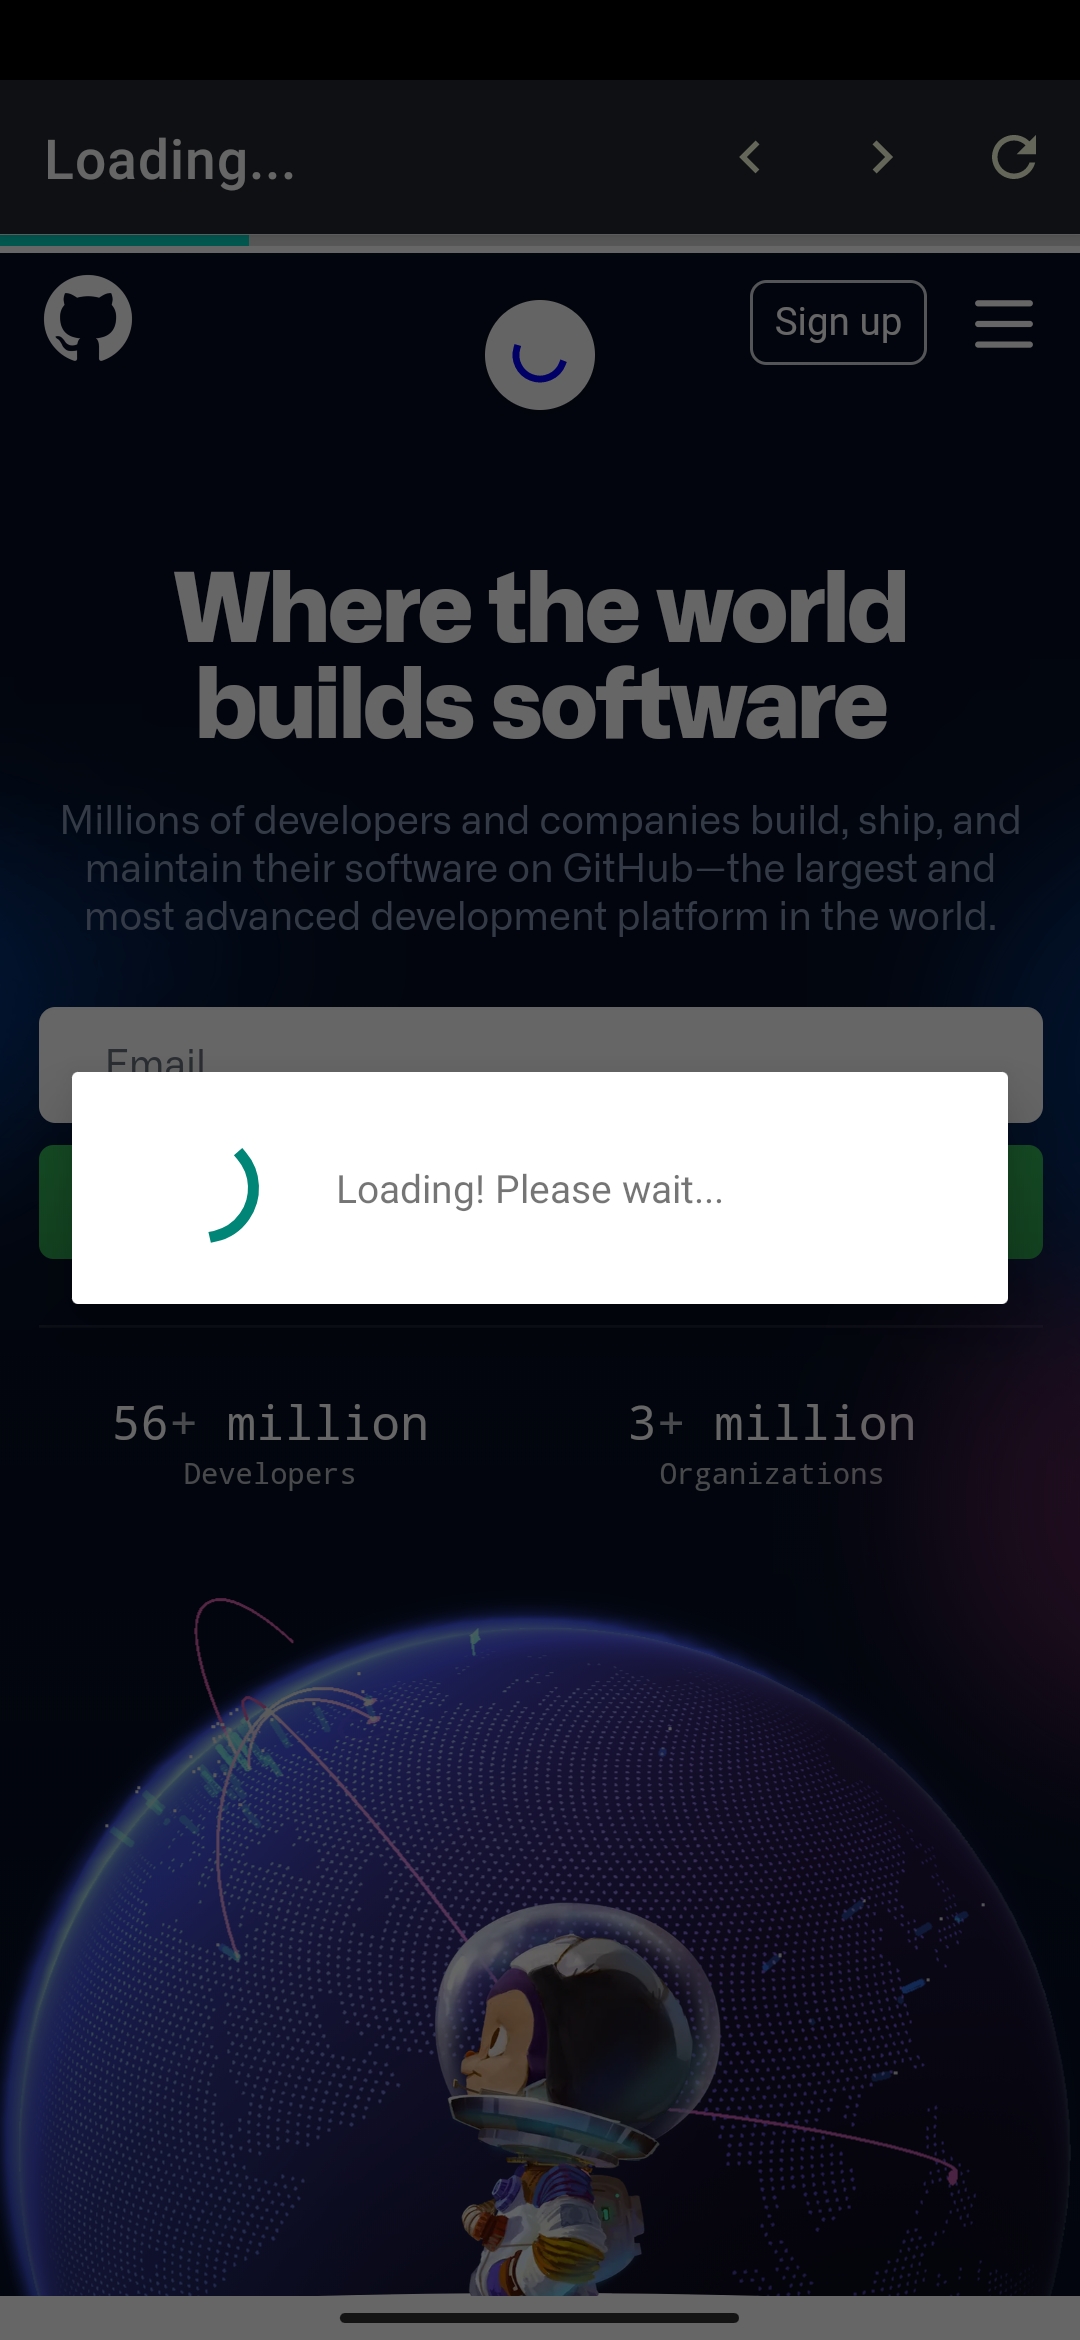 Loading...
Sign up
Where the world
builds software
Millions of developers and companies build, ship, and
maintain their software on GitHub—the largest and
most advanced development platform in the world.
Email
Loading! Please wait...
56+ million
3+ million
Developers
Organizations